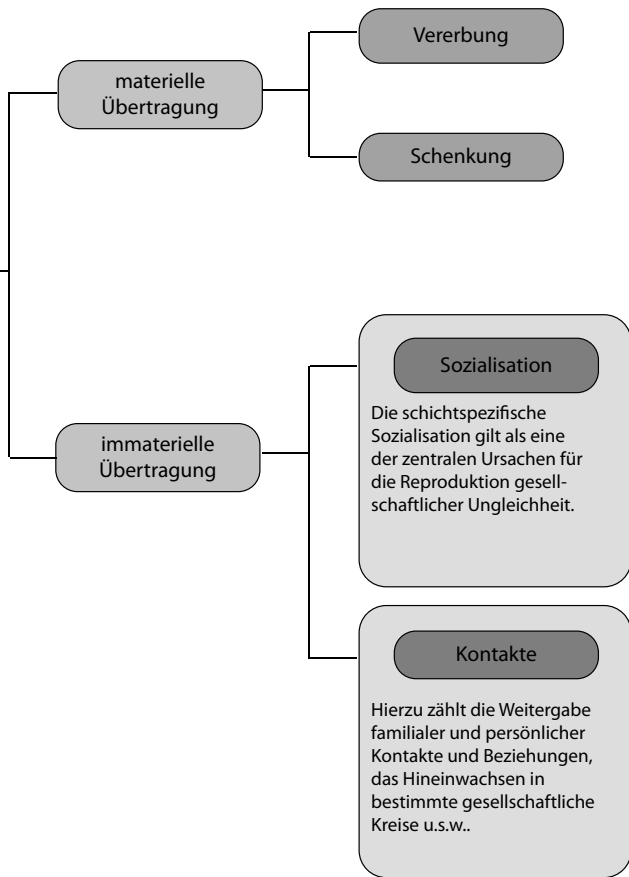 materielle
Übertragung
Vererbung
Schenkung
immaterielle
Übertragung
Sozialisation
Die schichtspezifische
Sozialisation gilt als eine
der zentralen Ursachen für
die Reproduktion gesell-
schaftlicher Ungleichheit.
Kontakte
Hierzu zählt die Weitergabe
familialer und persönlicher
Kontakte und Beziehungen,
das Hineinwachsen in
bestimmte gesellschaftliche
Kreise u.s.w..